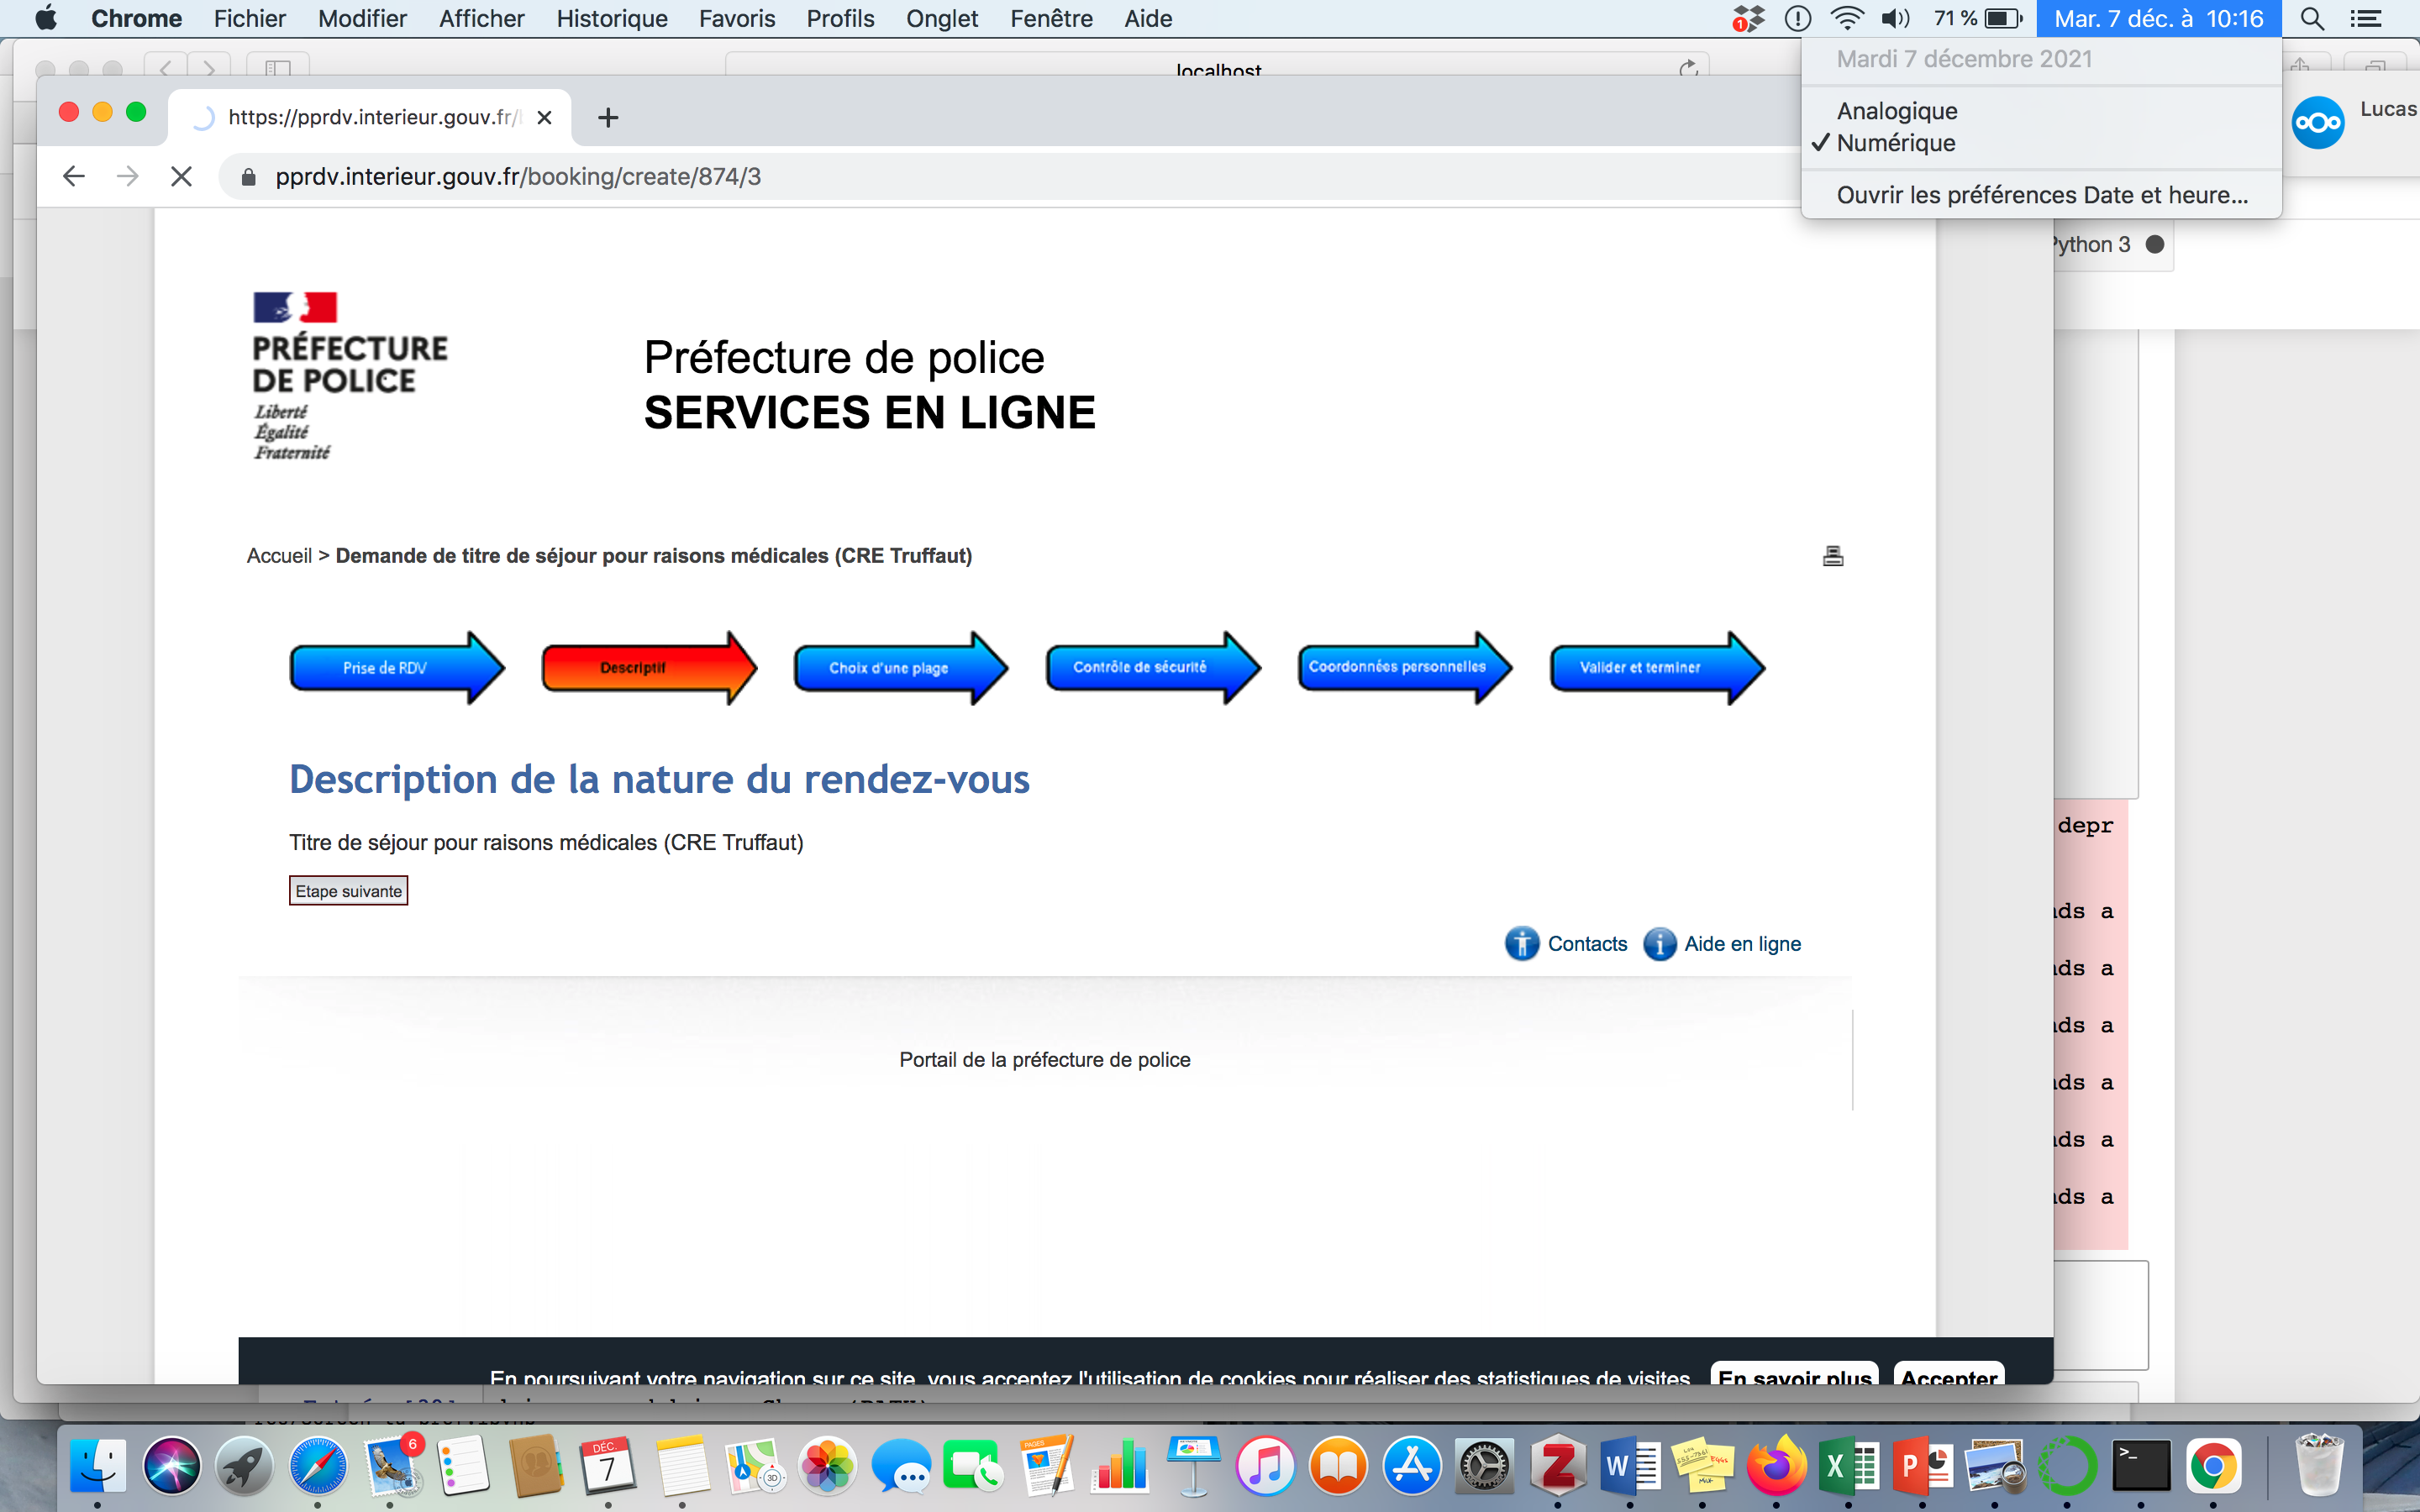 Chrome Fichier Modifier Afficher Historique Favoris Profils Onglet Fenêtre Aide 1 71 % Mar. 7 déc. à 10:16
localhost
Mardi 7 décembre 2021
Analogique
✓ Numérique
Ouvrir les préférences Date et heure...
https://pprdv.interieur.gouv.fr/
Lucas
pprdv.interieur.gouv.fr/booking/create/874/3
Python 3
PRÉFECTURE
DE POLICE
Liberté
Égalité
Fraternité
Préfecture de police
SERVICES EN LIGNE
Accueil > Demande de titre de séjour pour raisons médicales (CRE Truffaut)
Prise de RDV
Descriptif
Choix d'une plage
Contrôle de sécurité
Coordonnées personnelles
Valider et terminer
Description de la nature du rendez-vous
Titre de séjour pour raisons médicales (CRE Truffaut)
depr
Etape suivante
ds a
Contacts
Aide en ligne
ds a
ds a
Portail de la préfecture de police
ds a
ds a
ds a
En poursuivant votre navigation sur ce site, vous acceptez l'utilisation de cookies pour réaliser des statistiques de visites
En savoir plus
Accepter
6
DÉC.
7
PAGES
3D
Z
W
X
P
>_